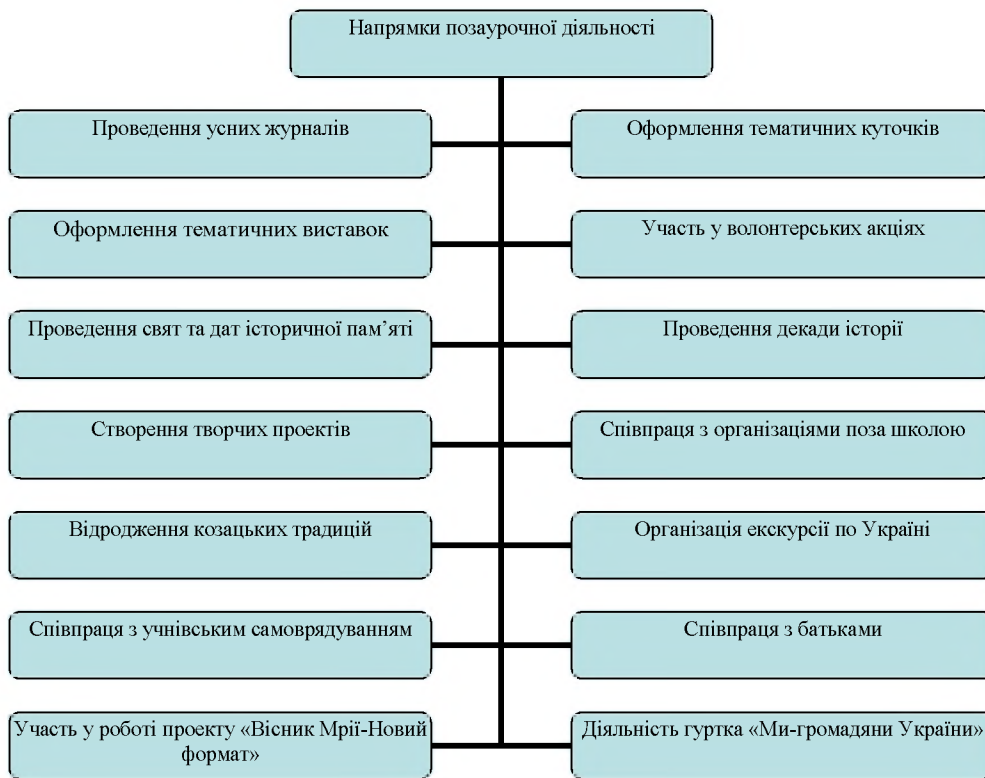 Напрямки позаурочної діяльності
Проведення усних журналів
Оформлення тематичних куточків
Оформлення тематичних виставок
Участь у волонтерських акціях
Проведення свят та дат історичної пам’яті
Проведення декади історії
Створення творчих проектів
Співпраця з організаціями поза школою
Відродження козацьких традицій
Організація екскурсії по Україні
Співпраця з учнівським самоврядуванням
Співпраця з батьками
Участь у роботі проекту «Вісник Мрії-Новий
формат»
Діяльність гуртка «Ми-громадяни України»